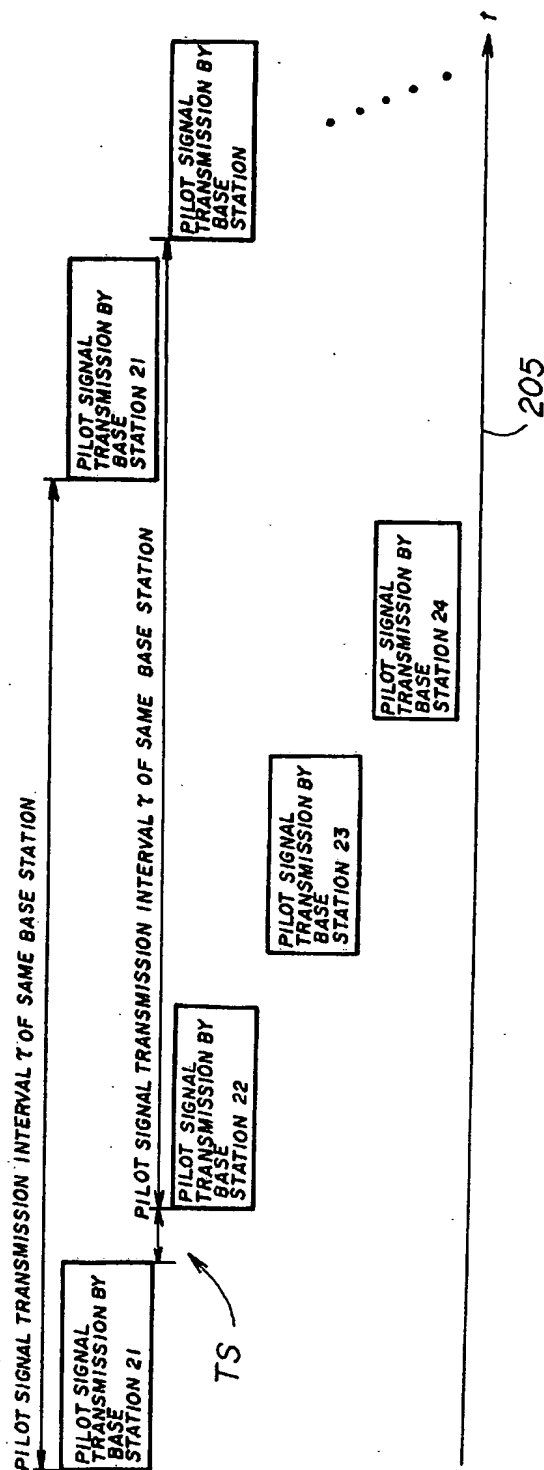 PILOT SIGNAL TRANSMISSION INTERVAL τ OF SAME BASE STATION
PILOT SIGNAL
TRANSMISSION BY
BASE
STATION 21
PILOT SIGNAL
TRANSMISSION BY
BASE
STATION 21
PILOT SIGNAL TRANSMISSION INTERVAL τ OF SAME BASE STATION
TS
PILOT SIGNAL
TRANSMISSION BY
BASE
STATION 22
PILOT SIGNAL
TRANSMISSION BY
BASE
STATION
PILOT SIGNAL
TRANSMISSION BY
BASE
STATION 23
PILOT SIGNAL
TRANSMISSION BY
BASE
STATION 24
t
205